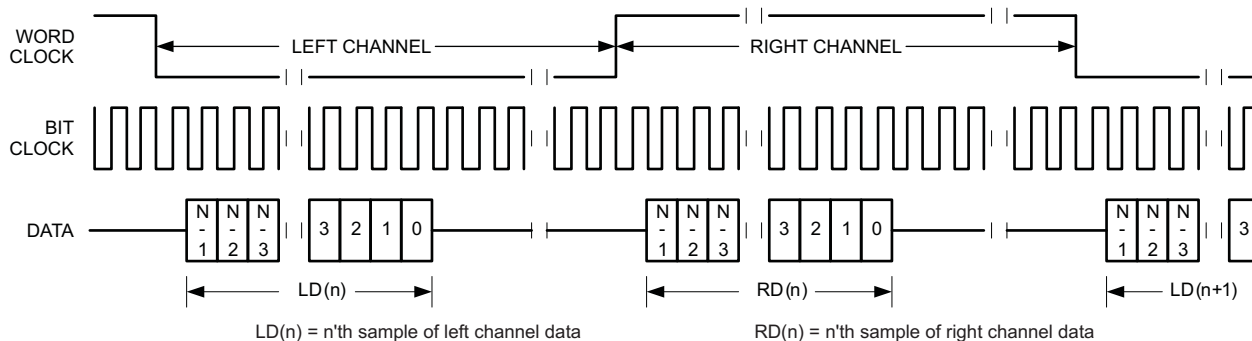 WORD
CLOCK
LEFT CHANNEL
RIGHT CHANNEL
BIT
CLOCK
DATA
N
-
1
N
-
2
N
-
3
3 2 1 0
N
-
1
N
-
2
N
-
3
3 2 1 0
N
-
1
N
-
2
N
-
3
3
LD(n)
RD(n)
LD(n+1)
LD(n) = n'th sample of left channel data
RD(n) = n'th sample of right channel data